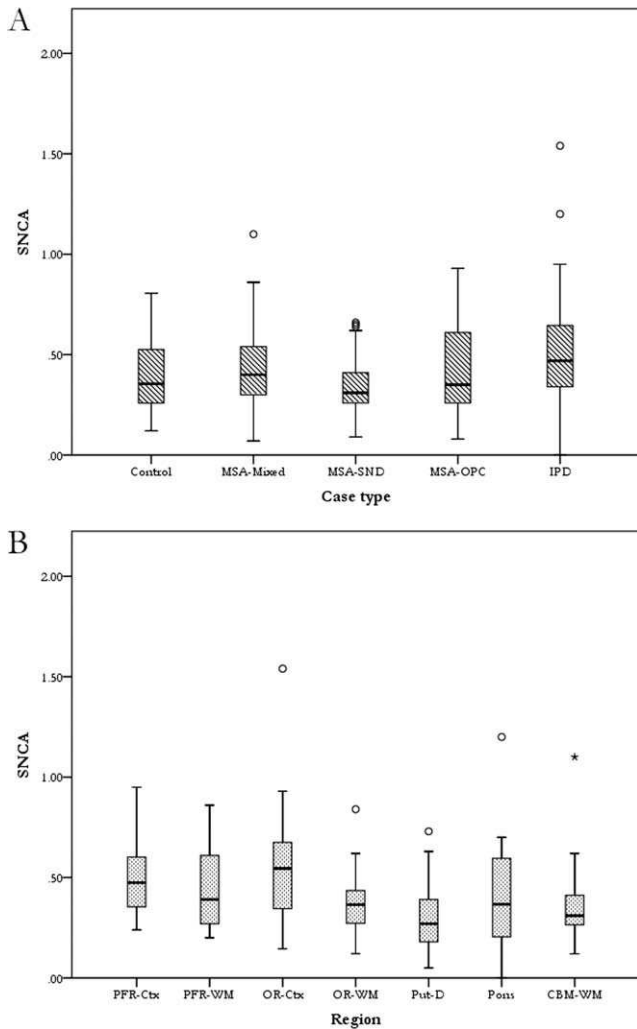 A
2.00
1.50
SNCA
1.00
.50
.00
Control MSA-Mixed MSA-SND MSA-OPC IPD
Case type
B
2.00
1.50
SNCA
1.00
.50
.00
PFR-Ctx PFR-WM OR-Ctx OR-WM Put-D Pons CBM-WM
Region